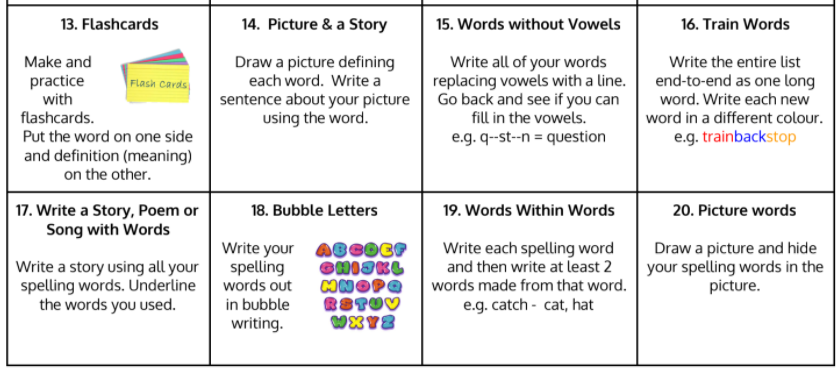 13. Flashcards
Make and
practice
with
flashcards.
Put the word on one side
and definition (meaning)
on the other.
Flash Cards
14.  Picture & a Story
Draw a picture defining
each word.  Write a
sentence about your picture
using the word.
15. Words without Vowels
Write all of your words
replacing vowels with a line.
Go back and see if you can
fill in the vowels.
e.g. q--st--n = question
16. Train Words
Write the entire list
end-to-end as one long
word. Write each new
word in a different colour.
e.g. trainbackstop
17. Write a Story, Poem or
Song with Words
Write a story using all your
spelling words. Underline
the words you used.
18. Bubble Letters
Write your
spelling
words out
in bubble
writing.
ABCDEF
GHIJKL
MNOPQ
RSTUV
WXYZ
19. Words Within Words
Write each spelling word
and then write at least 2
words made from that word.
e.g. catch -  cat, hat
20. Picture words
Draw a picture and hide
your spelling words in the
picture.